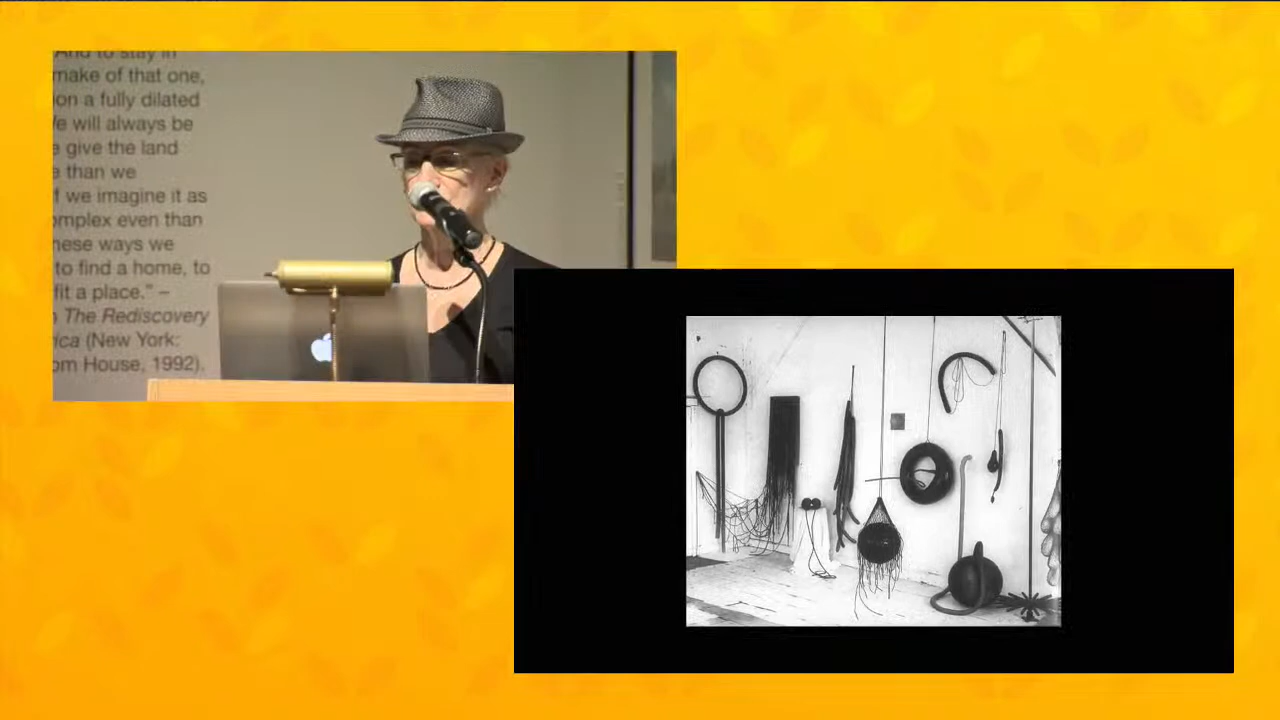 And to stay in
make of that one,
on a fully dilated
e will always be
give the land
than we
we imagine it as
mplex even than
hese ways we
to find a home, to
fit a place." –
The Rediscovery
ica (New York:
om House, 1992).